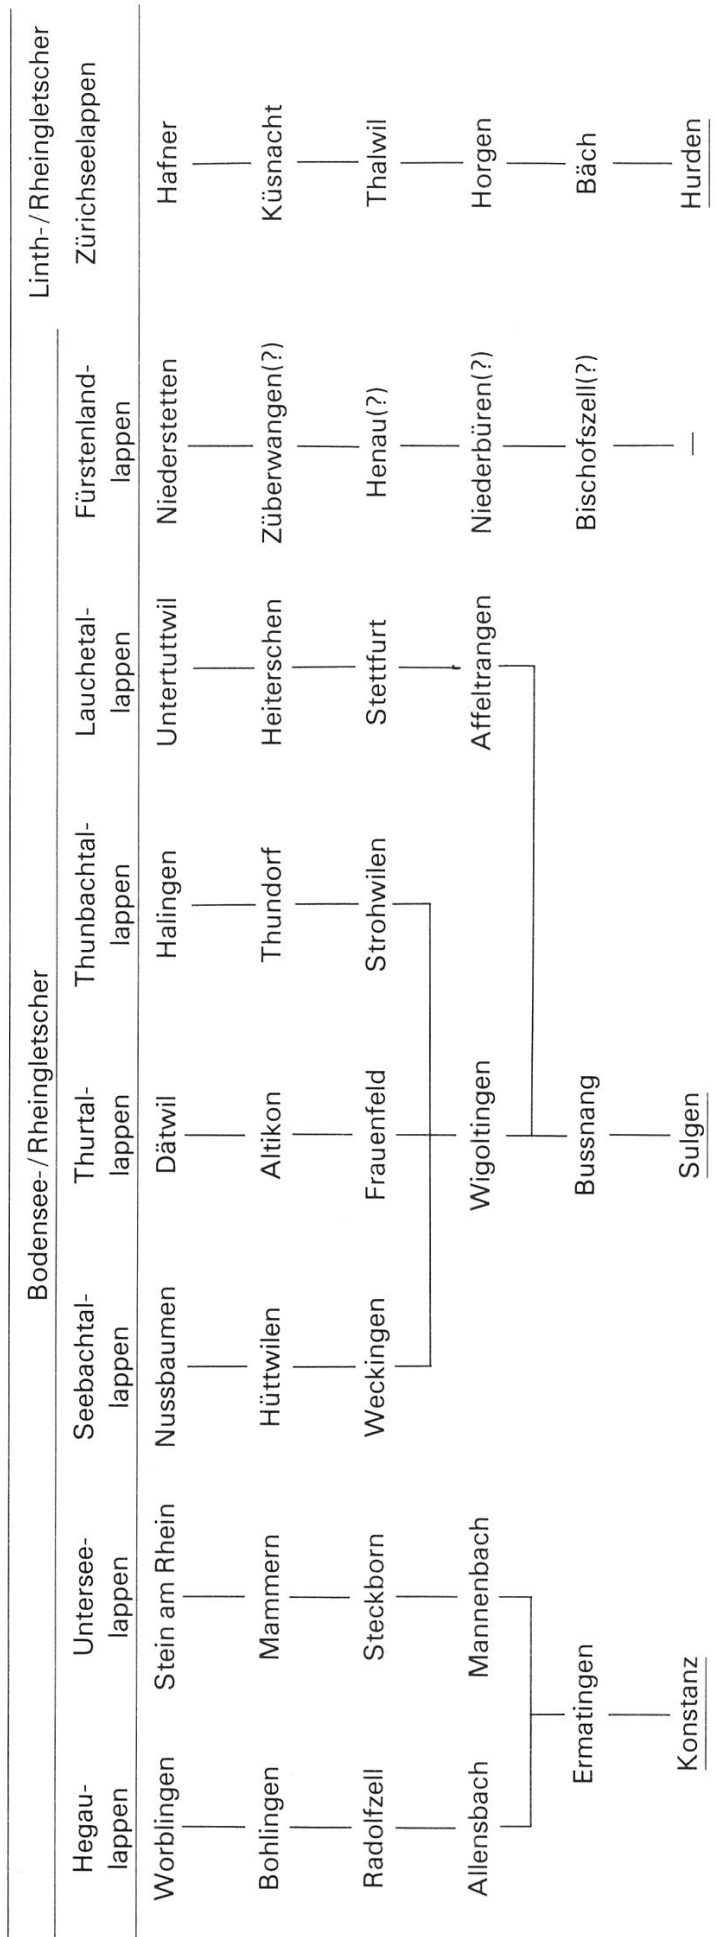 Bodensee-/Rheingletscher
Linth-/Rheingletscher
Hegau-
lappen
Untersee-
lappen
Seebachtal-
lappen
Thurtal-
lappen
Thunbachtal-
lappen
Lauchetal-
lappen
Fürstenland-
lappen
Zürichseelappen
Worblingen
Stein am Rhein
Nussbaumen
Dätwil
Halingen
Untertuttwil
Niederstetten
Hafner
Bohlingen
Mammern
Hüttwilen
Altikon
Thundorf
Heiterschen
Züberwangen(?)
Küsnacht
Radolfzell
Steckborn
Weckingen
Frauenfeld
Strohwilen
Stettfurt
Henau(?)
Thalwil
Allensbach
Mannenbach
Wigoltingen
Affeltrangen
Niederbüren(?)
Horgen
Ermatingen
Bussnang
Bischofszell(?)
Bäch
Konstanz
Sulgen
—
Hurden